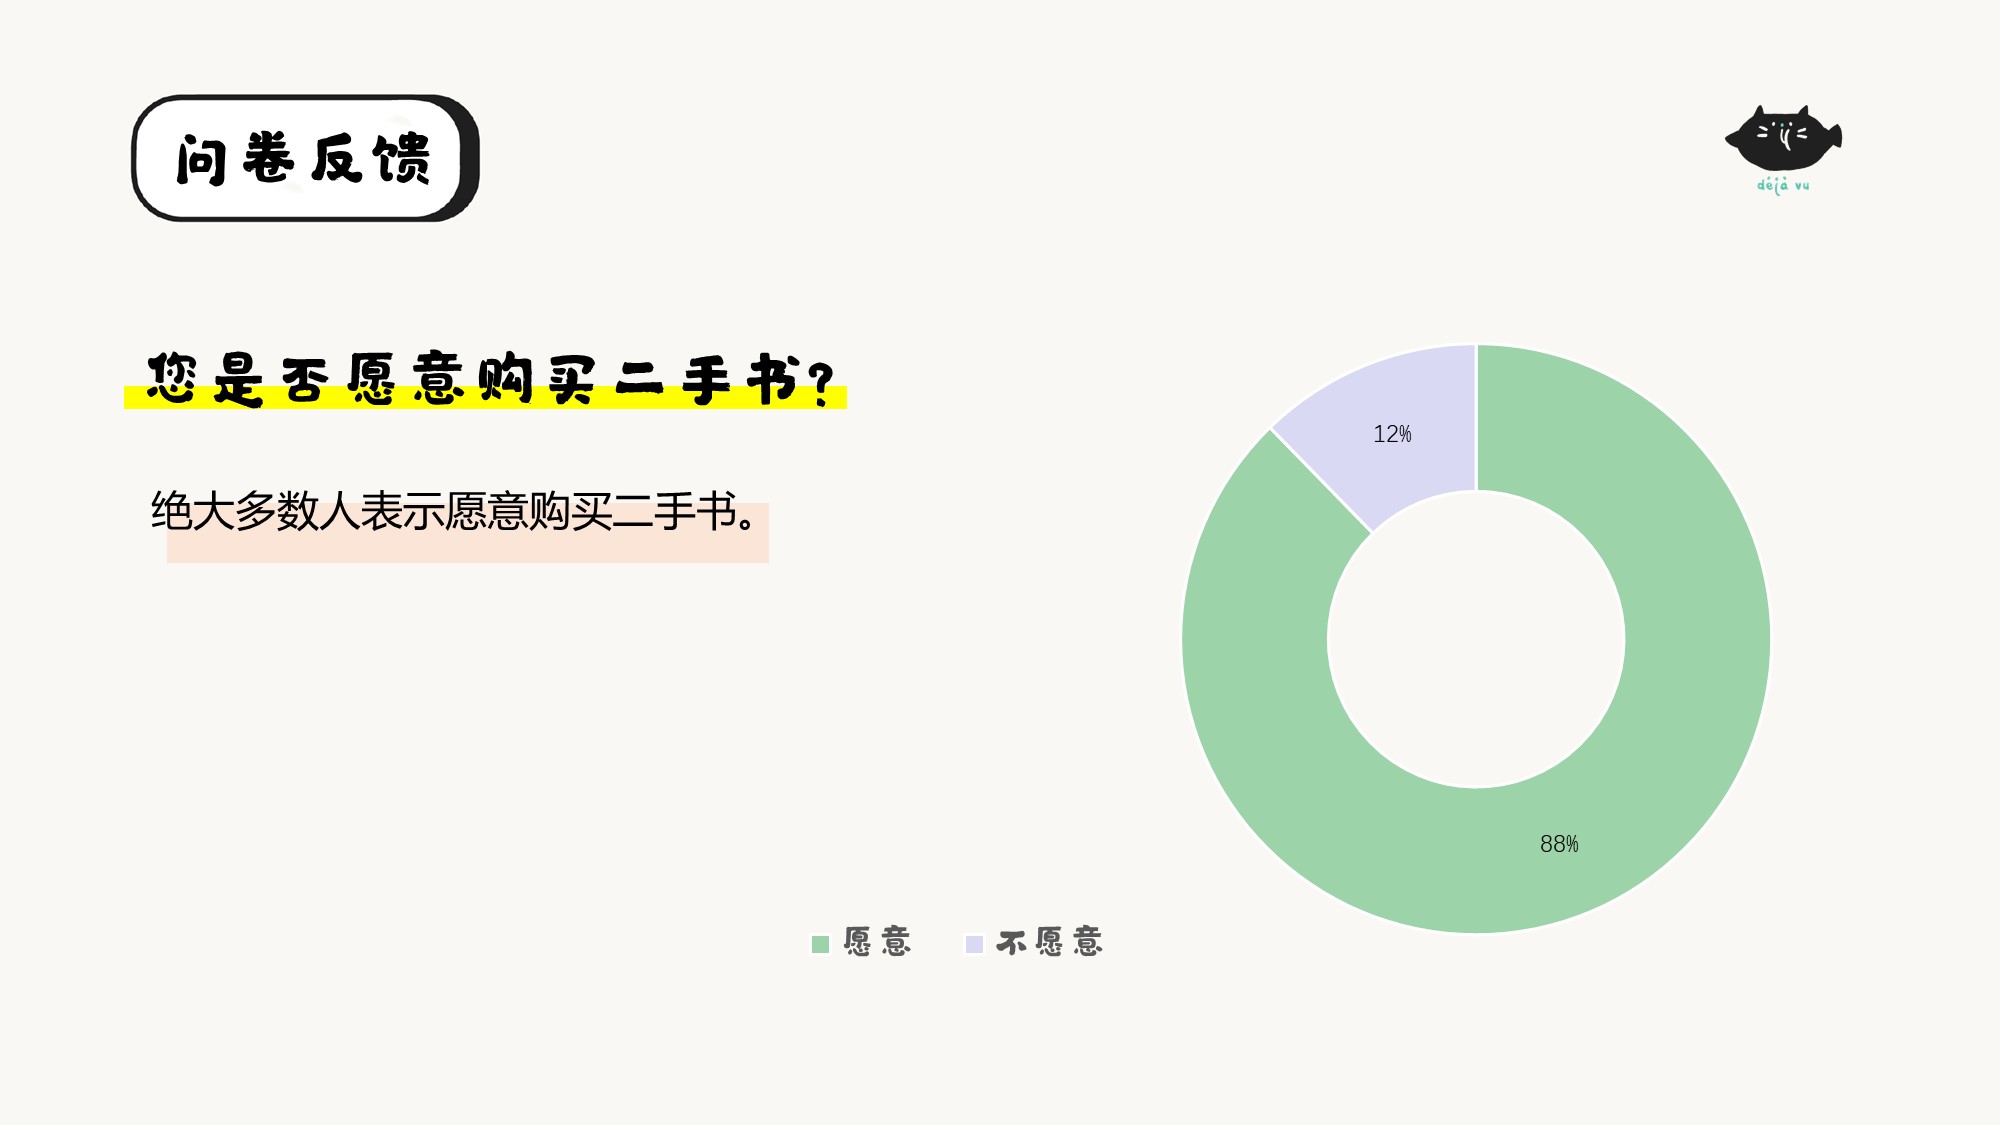 问卷反馈
déjà vu
您是否愿意购买二手书?
绝大多数人表示愿意购买二手书。
12%
88%
愿意
不愿意